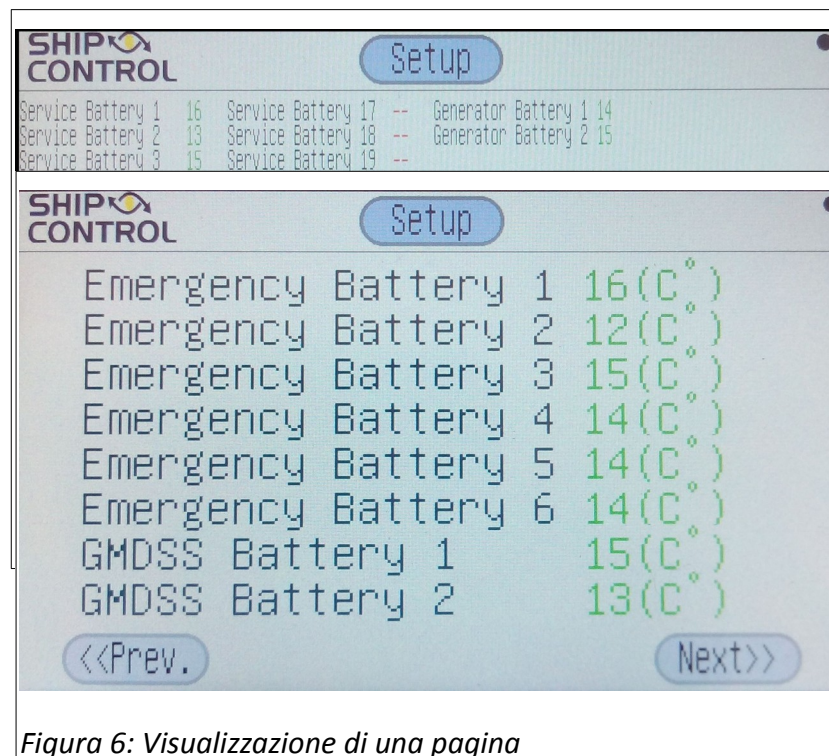 SHIP
CONTROL
Setup
Service Battery 1 16 Service Battery 17 -- Generator Battery 1 14
Service Battery 2 13 Service Battery 18 -- Generator Battery 2 15
Service Battery 3 15 Service Battery 19 --
SHIP
CONTROL
Setup
Emergency Battery 1 16(C°)
Emergency Battery 2 12(C°)
Emergency Battery 3 15(C°)
Emergency Battery 4 14(C°)
Emergency Battery 5 14(C°)
Emergency Battery 6 14(C°)
GMDSS Battery 1 15(C°)
GMDSS Battery 2 13(C°)
<<Prev.
Next>>
Figura 6: Visualizzazione di una pagina